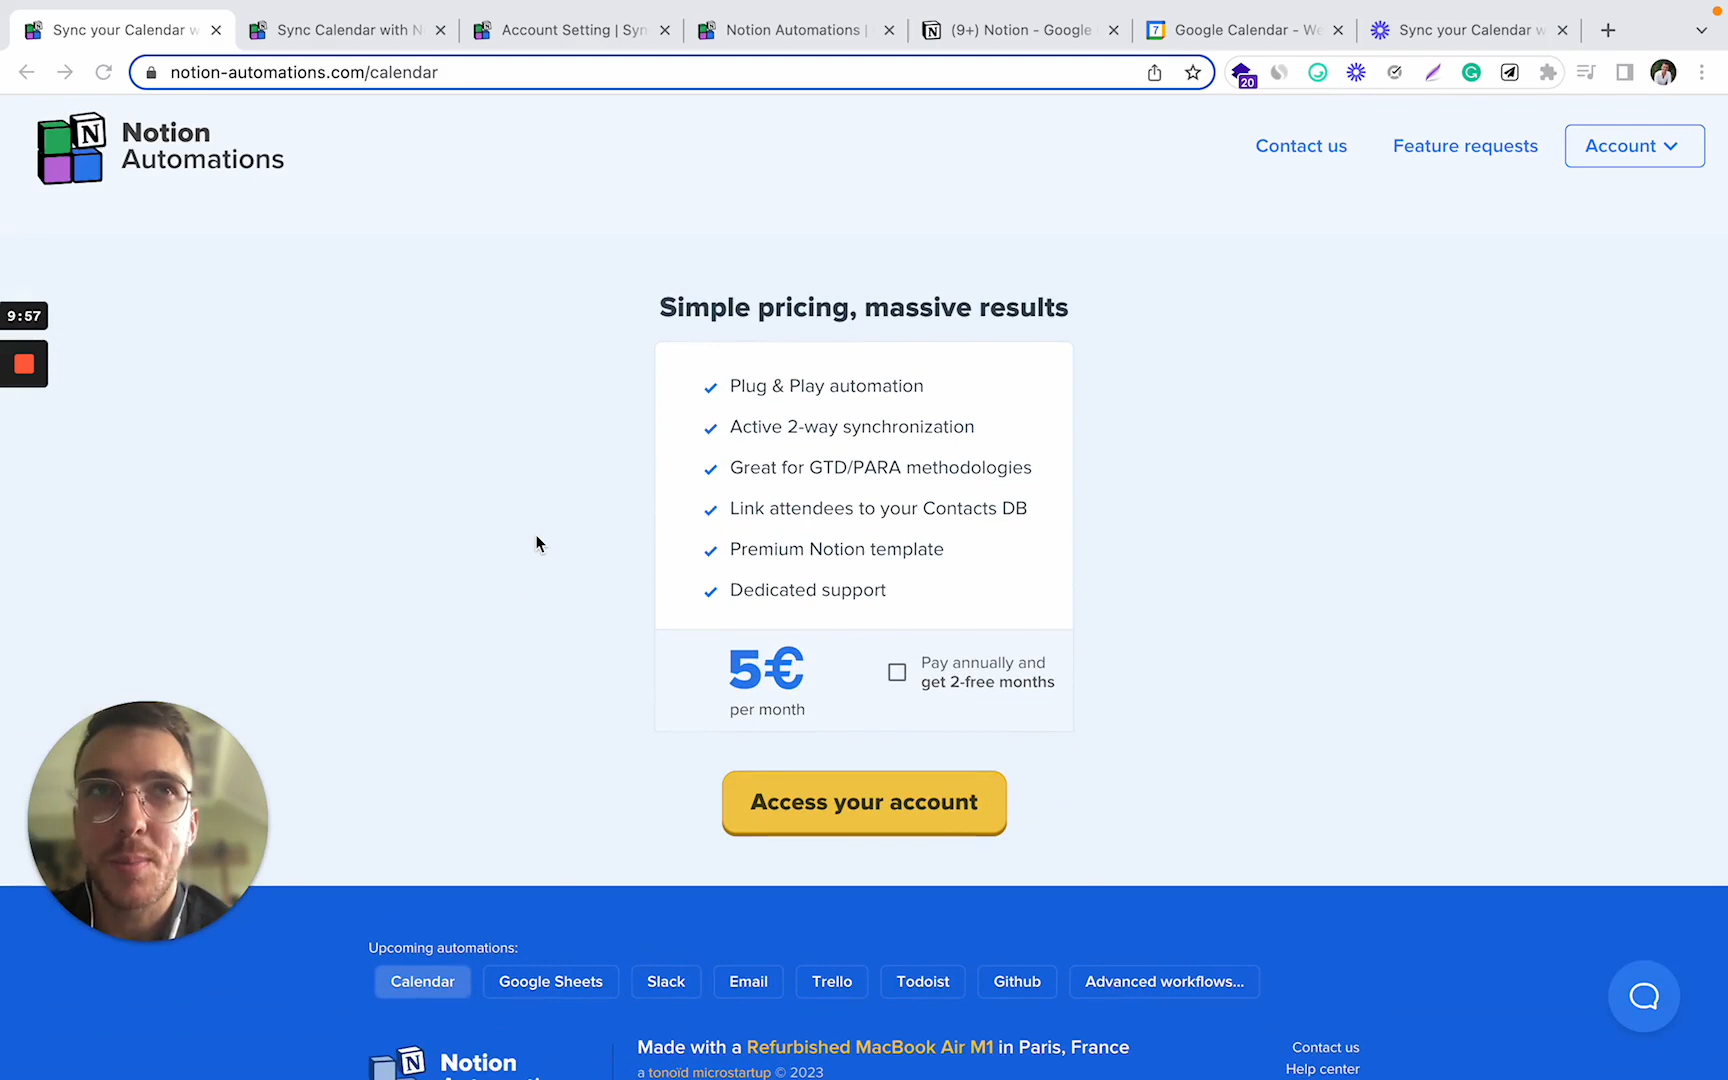 Sync your Calendar w
Sync Calendar with N
Account Setting | Syn
Notion Automations |
(9+) Notion - Google
Google Calendar - We
Sync your Calendar w
notion-automations.com/calendar
20
Notion
Automations
Contact us
Feature requests
Account
9:57
Simple pricing, massive results
Plug & Play automation
Active 2-way synchronization
Great for GTD/PARA methodologies
Link attendees to your Contacts DB
Premium Notion template
Dedicated support
5€
per month
Pay annually and
get 2-free months
Access your account
Upcoming automations:
Calendar
Google Sheets
Slack
Email
Trello
Todoist
Github
Advanced workflows...
Notion
Made with a Refurbished MacBook Air M1 in Paris, France
a tonoïd microstartup © 2023
Contact us
Help center